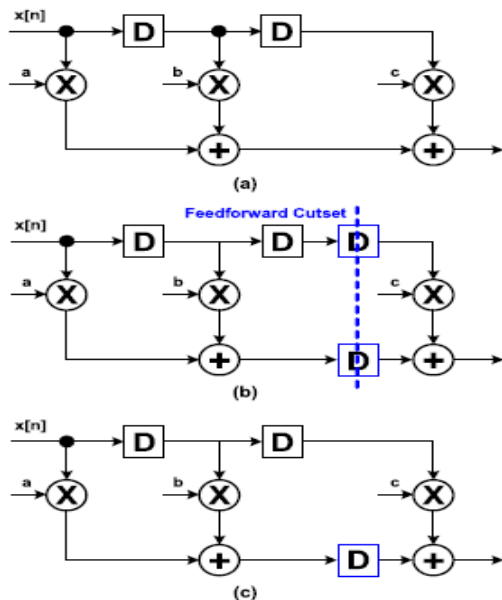 x[n]
D D
a X b X c X
+ +
(a)
Feedforward Cutset
x[n]
D D D
a X b X c X
D
+ +
(b)
x[n]
D D
a X b X c X
+ D +
(c)